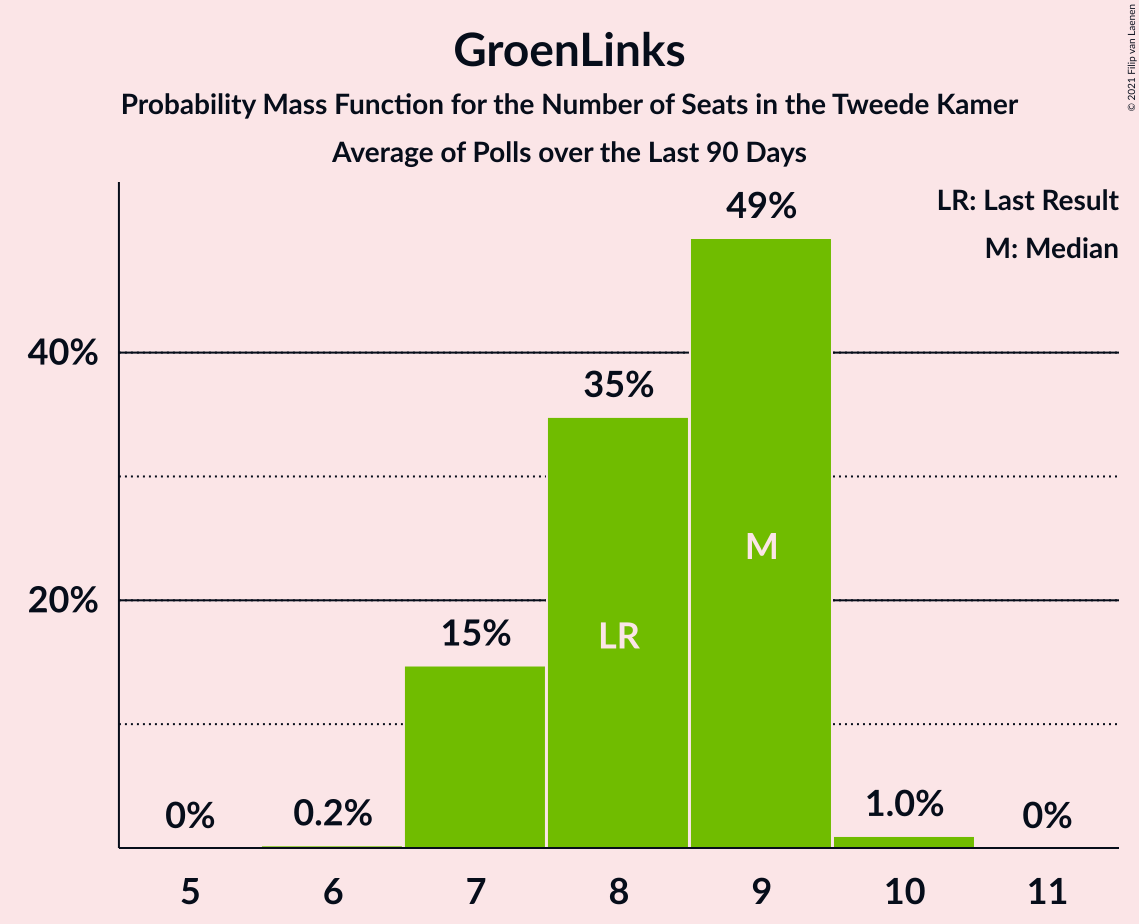 GroenLinks
Probability Mass Function for the Number of Seats in the Tweede Kamer
Average of Polls over the Last 90 Days
© 2021 Filip van Laenen
LR: Last Result
M: Median
49%
40%
35%
M
20%
15%
LR
0%
0.2%
1.0%
0%
5 6 7 8 9 10 11